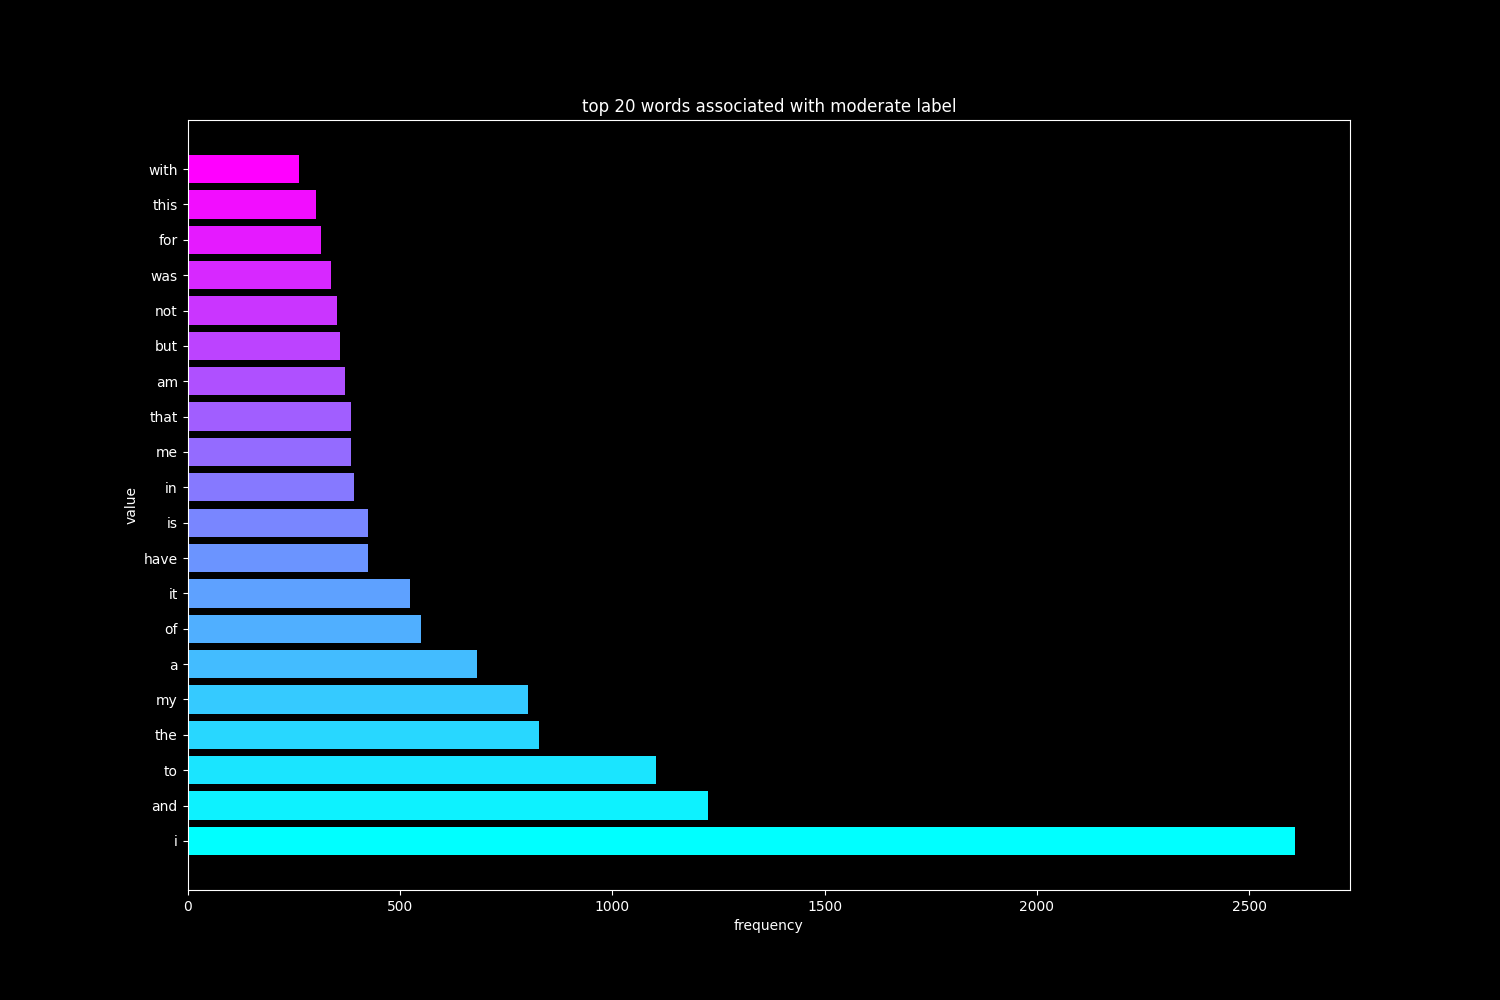 top 20 words associated with moderate label
with
this
for
was
not
but
am
that
me
in
is
have
it
of
a
my
the
to
and
i
value
0 500 1000 1500 2000 2500
frequency